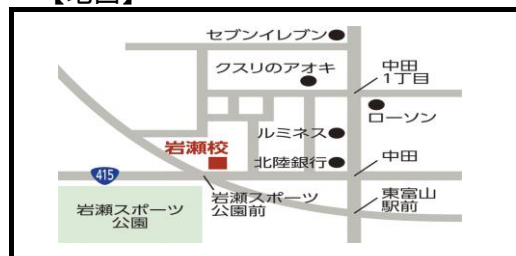 【地図】
セブンイレブン
クスリのアオキ
中田
1丁目
ローソン
ルミネス
岩瀬校
北陸銀行
中田
415
岩瀬スポーツ
公園前
東富山
駅前
岩瀬スポーツ
公園